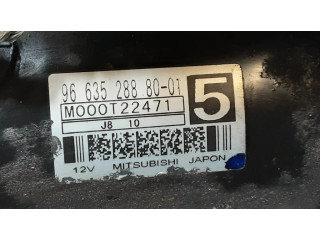 96 635 288 80-01
M000T22471
5
J8 10
12V MITSUBISHI JAPON